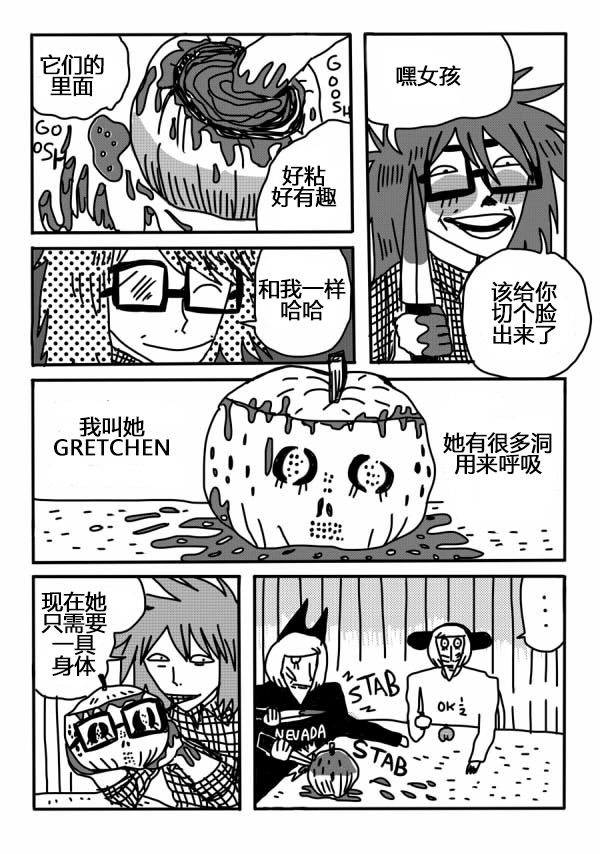 它们的
里面
GOOSH
GOOSH
好粘
好有趣
嘿女孩
该给你
切个脸
出来了
和我一样
哈哈
我叫她
GRETCHEN
她有很多洞
用来呼吸
现在她
只需要
一具
身体
...
STAB
OK ½
NEVADA
STAB